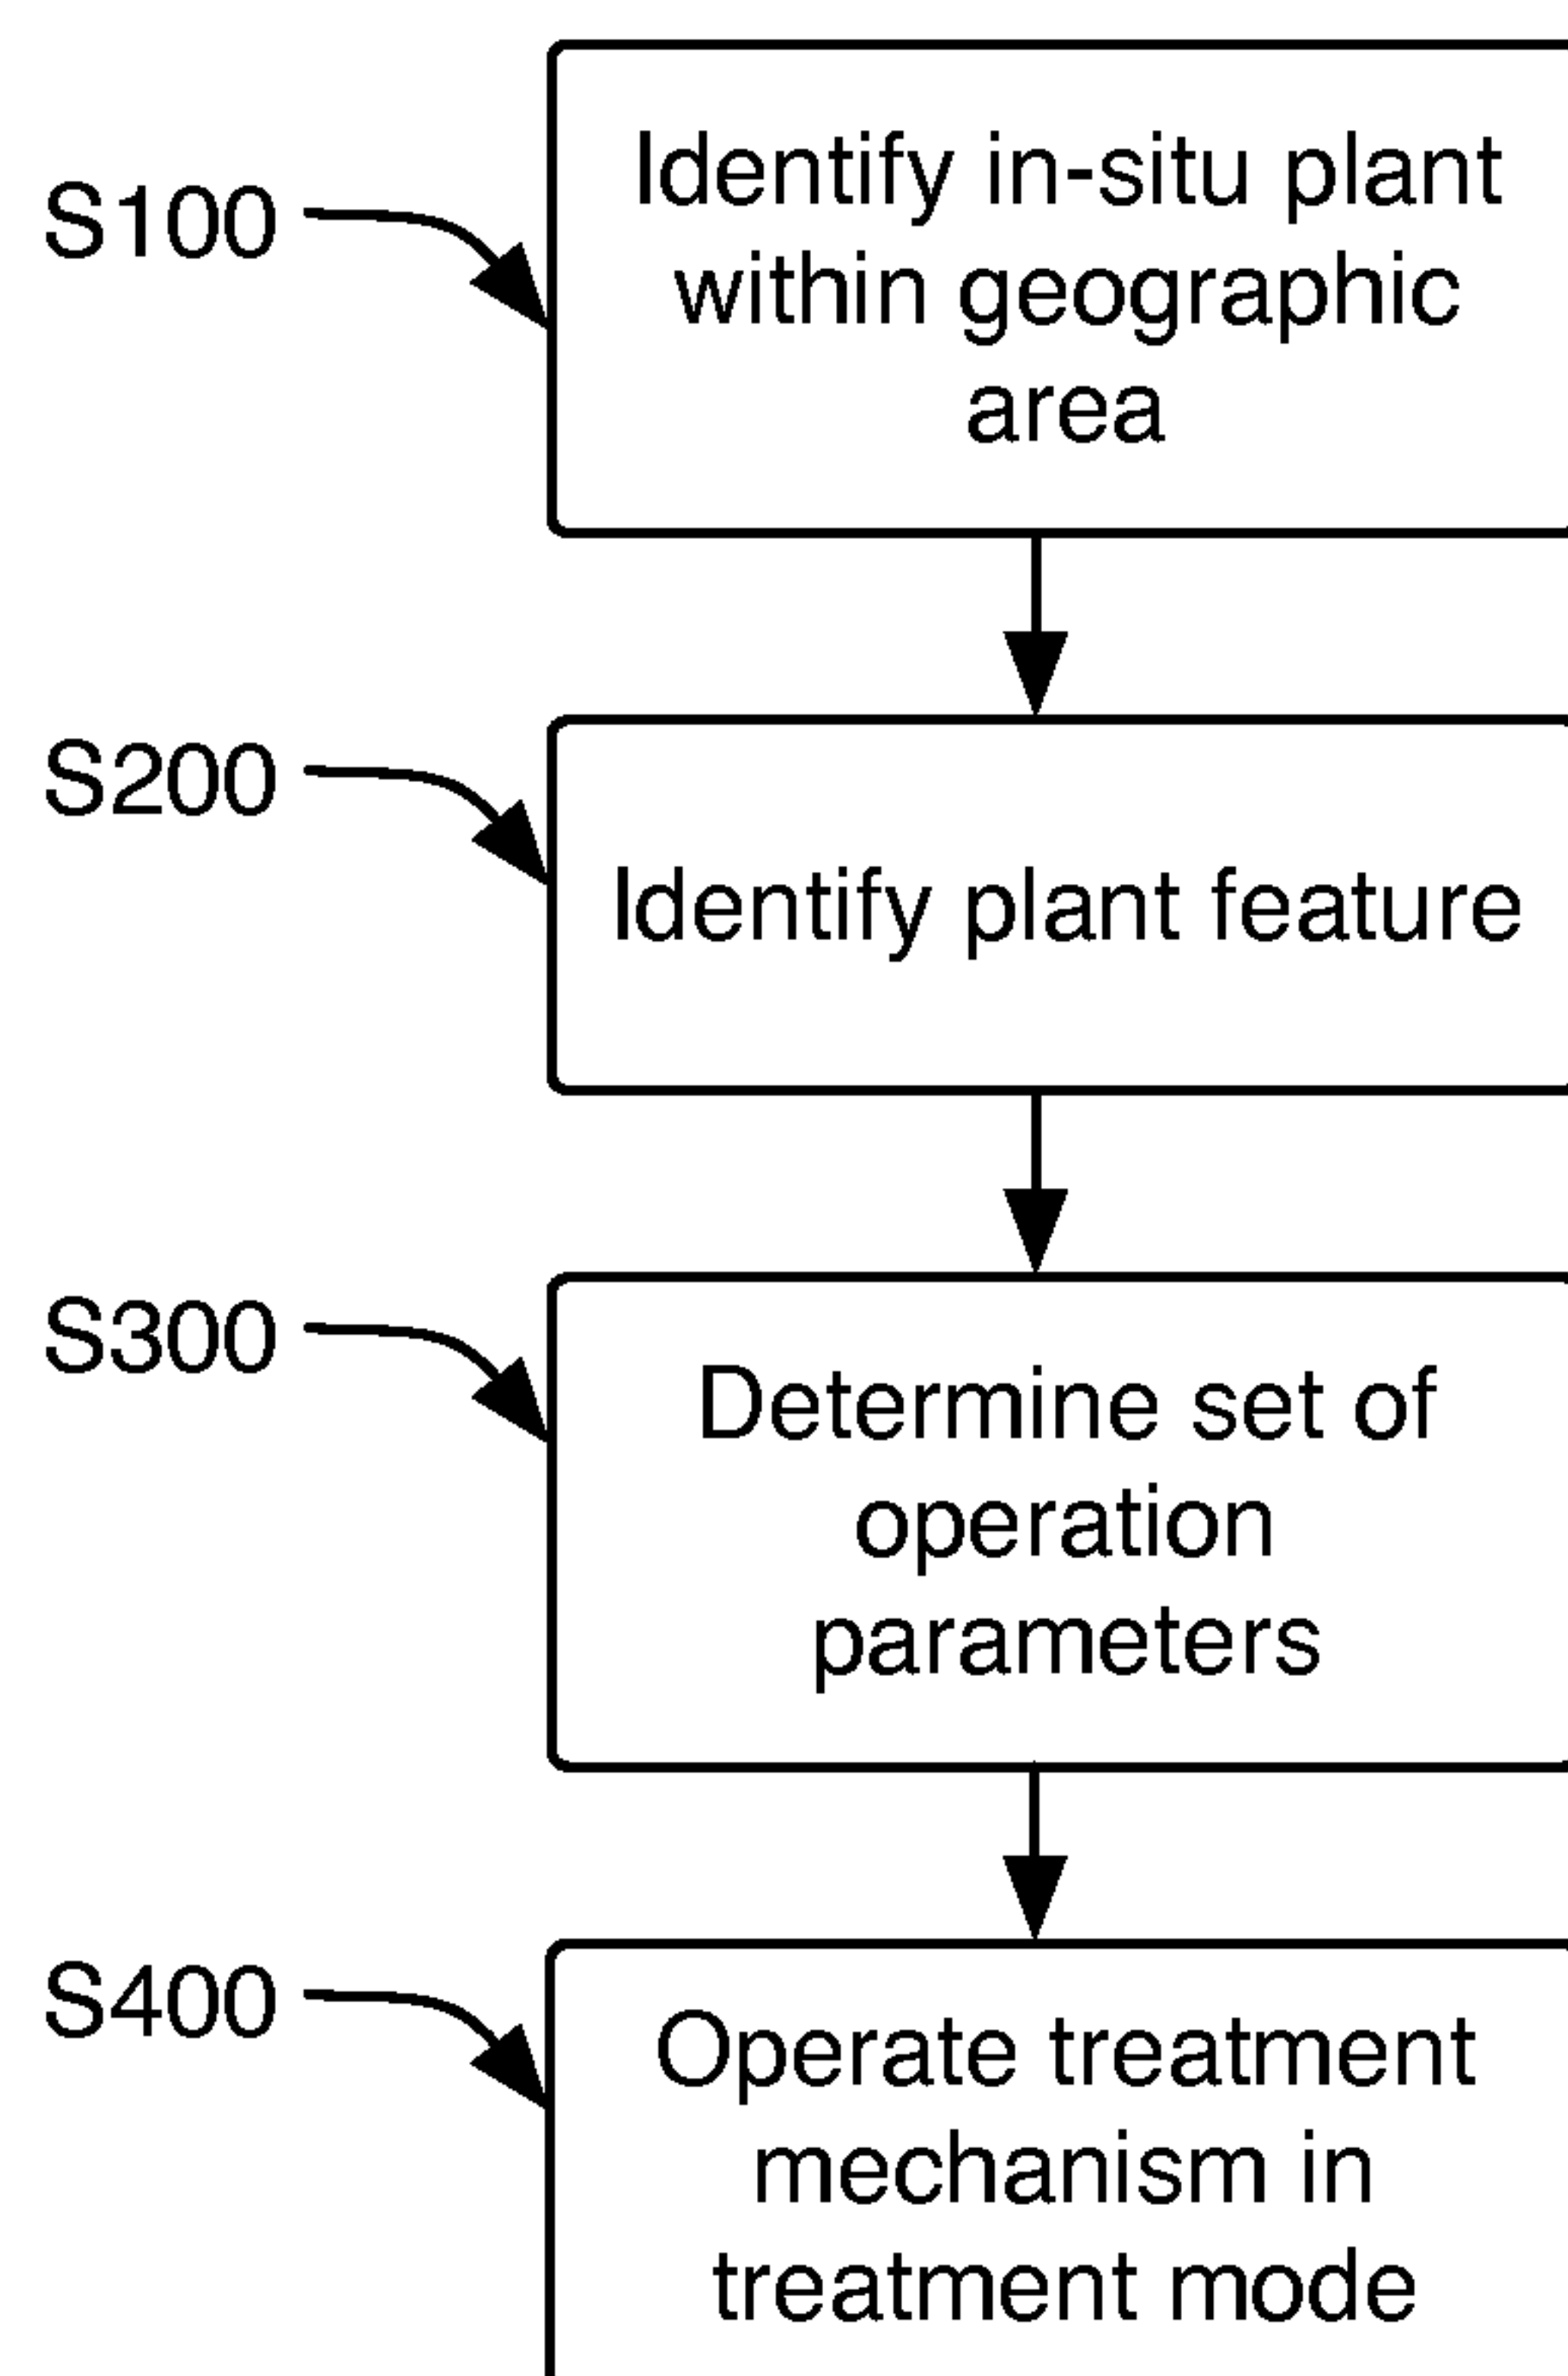 S100
Identify in-situ plant
within geographic
area
S200
Identify plant feature
S300
Determine set of
operation
parameters
S400
Operate treatment
mechanism in
treatment mode